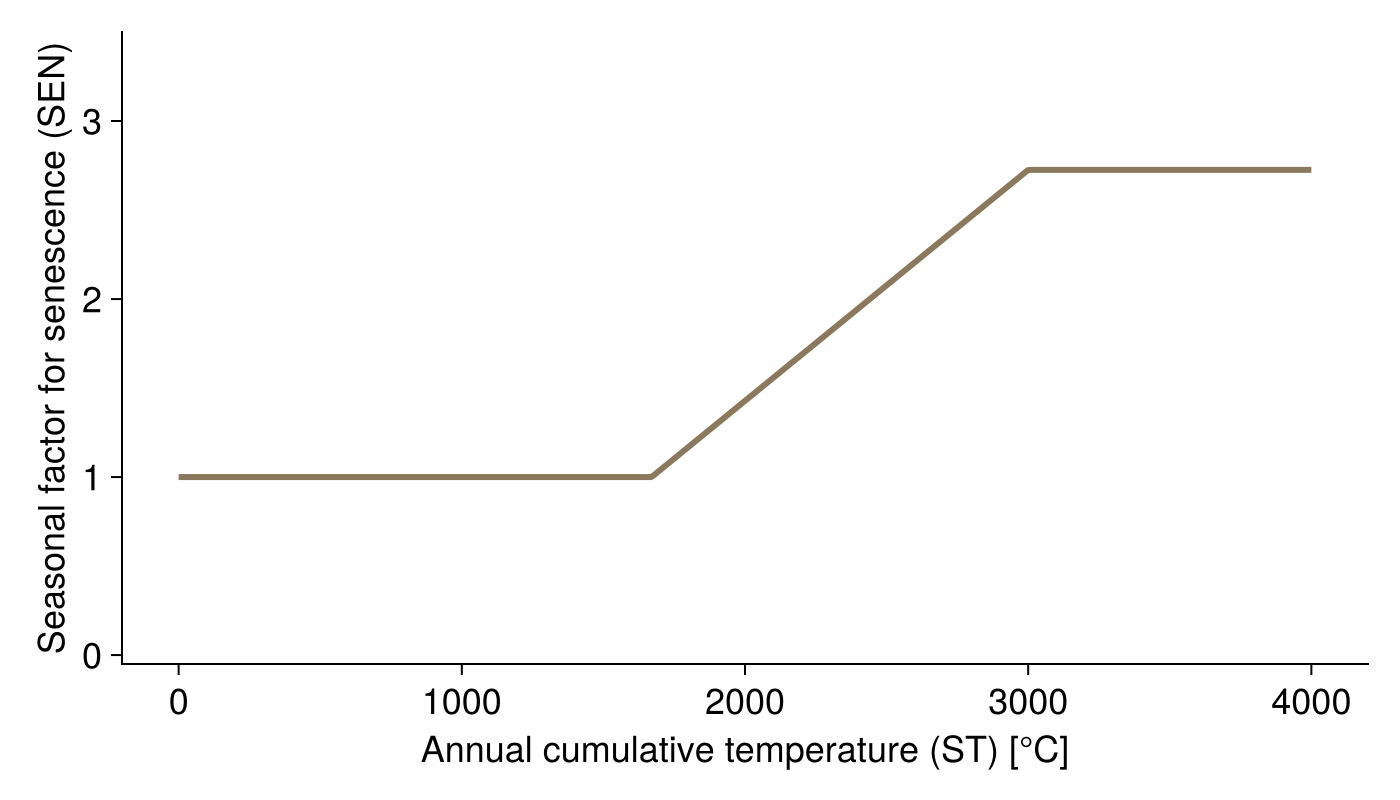 Seasonal factor for senescence (SEN)
3
2
1
0
0 1000 2000 3000 4000
Annual cumulative temperature (ST) [°C]